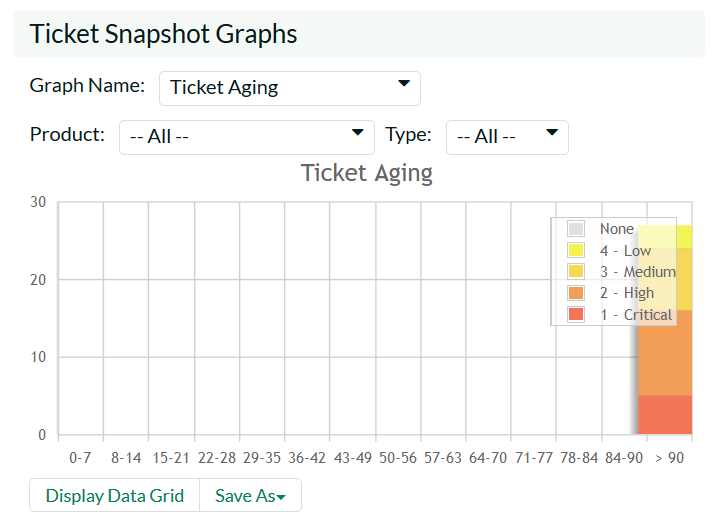 Ticket Snapshot Graphs
Graph Name: Ticket Aging
Product: -- All -- Type: -- All --
Ticket Aging
30
20
10
0
None
4 - Low
3 - Medium
2 - High
1 - Critical
0-7 8-14 15-21 22-28 29-35 36-42 43-49 50-56 57-63 64-70 71-77 78-84 84-90 > 90
Display Data Grid Save As